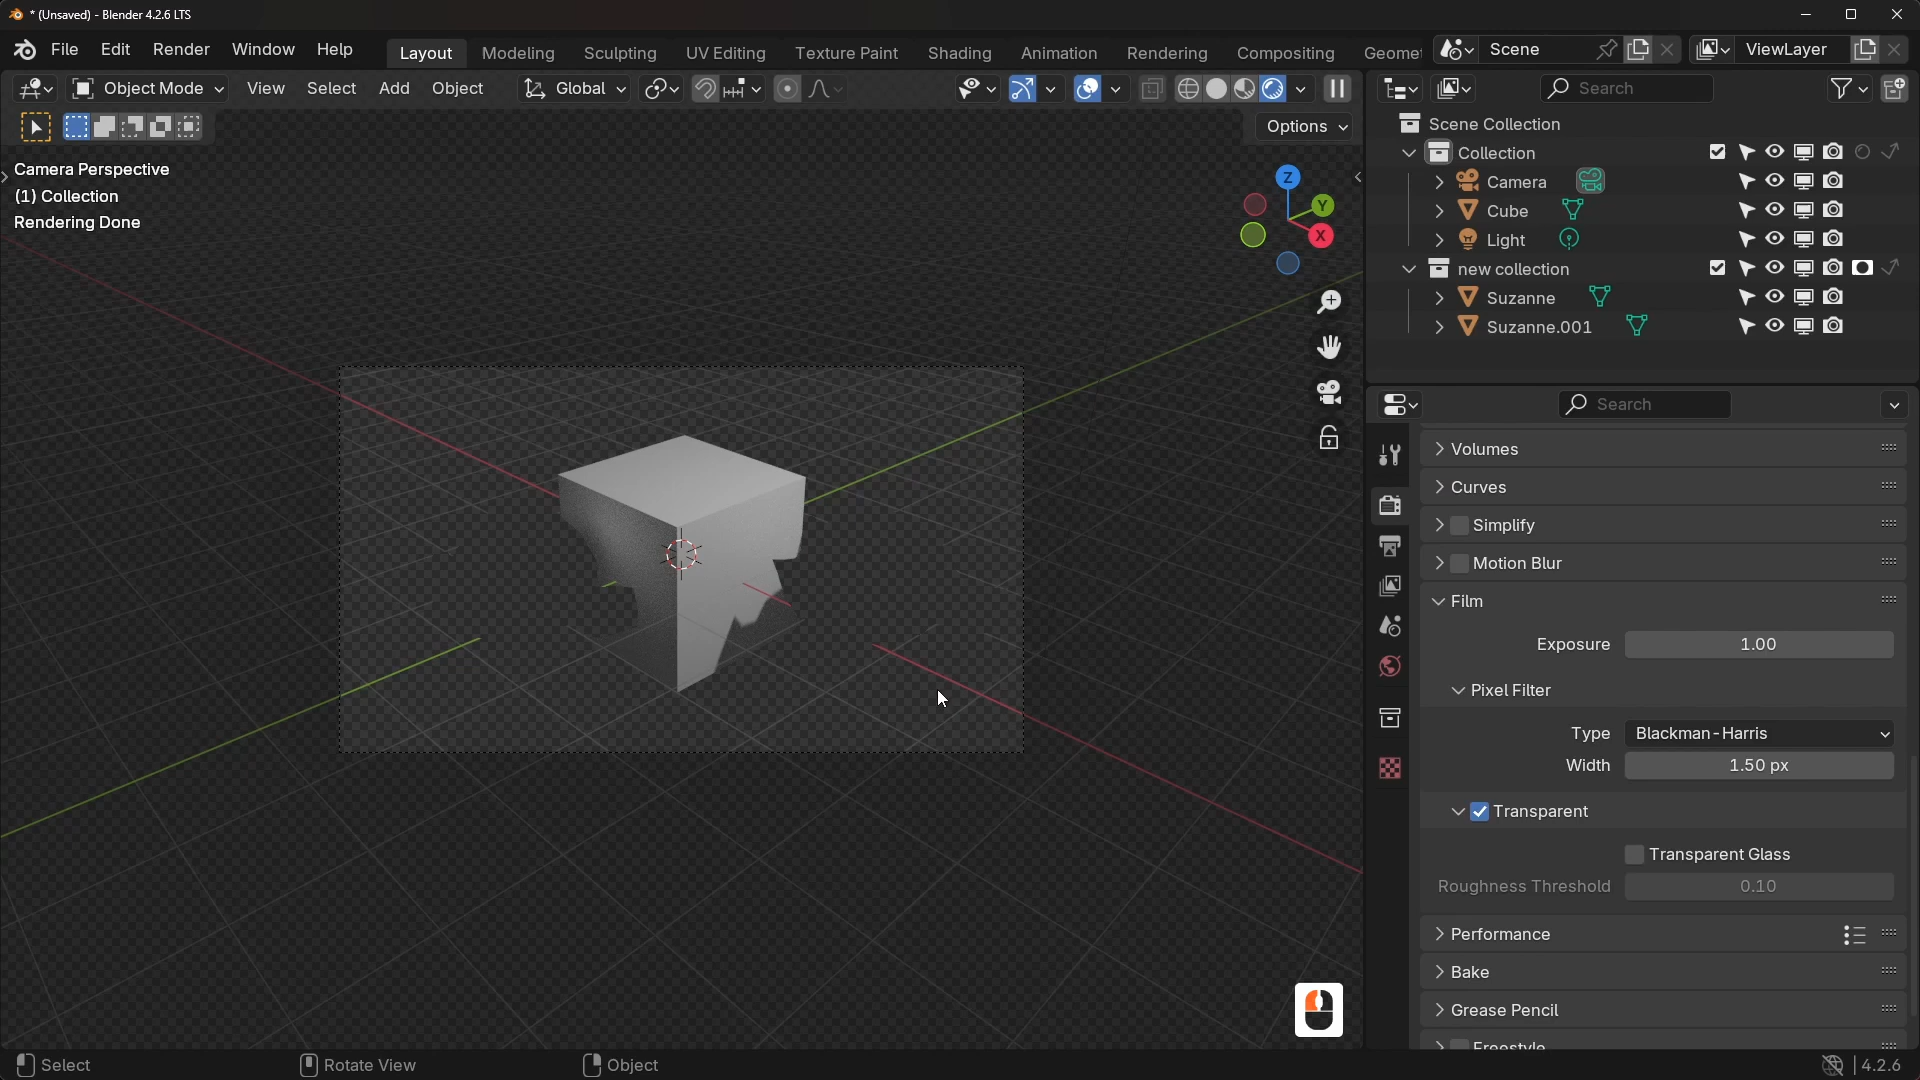 * (Unsaved) - Blender 4.2.6 LTS
File Edit Render Window Help
Layout Modeling Sculpting UV Editing Texture Paint Shading Animation Rendering Compositing Geomet
Scene
ViewLayer
Object Mode View Select Add Object
Global
Search
Options
Camera Perspective
(1) Collection
Rendering Done
Z
Y
X
Scene Collection
Collection
Camera
Cube
Light
new collection
Suzanne
Suzanne.001
Search
Volumes
Curves
Simplify
Motion Blur
Film
Exposure 1.00
Pixel Filter
Type Blackman-Harris
Width 1.50 px
Transparent
Transparent Glass
Roughness Threshold 0.10
Performance
Bake
Grease Pencil
Freestyle
Select
Rotate View
Object
4.2.6